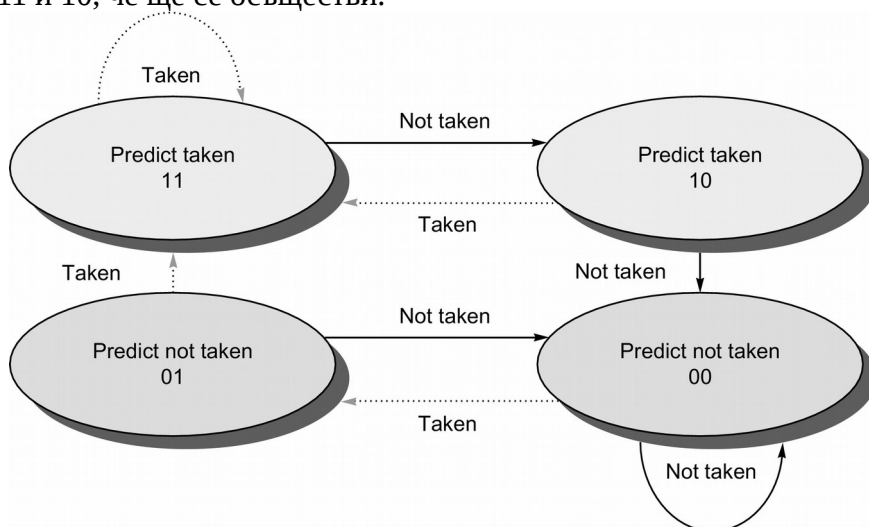 11 и 10, че ще се осъществи.
Taken
Not taken
Predict taken
11
Predict taken
10
Taken
Taken
Not taken
Not taken
Predict not taken
01
Predict not taken
00
Taken
Not taken